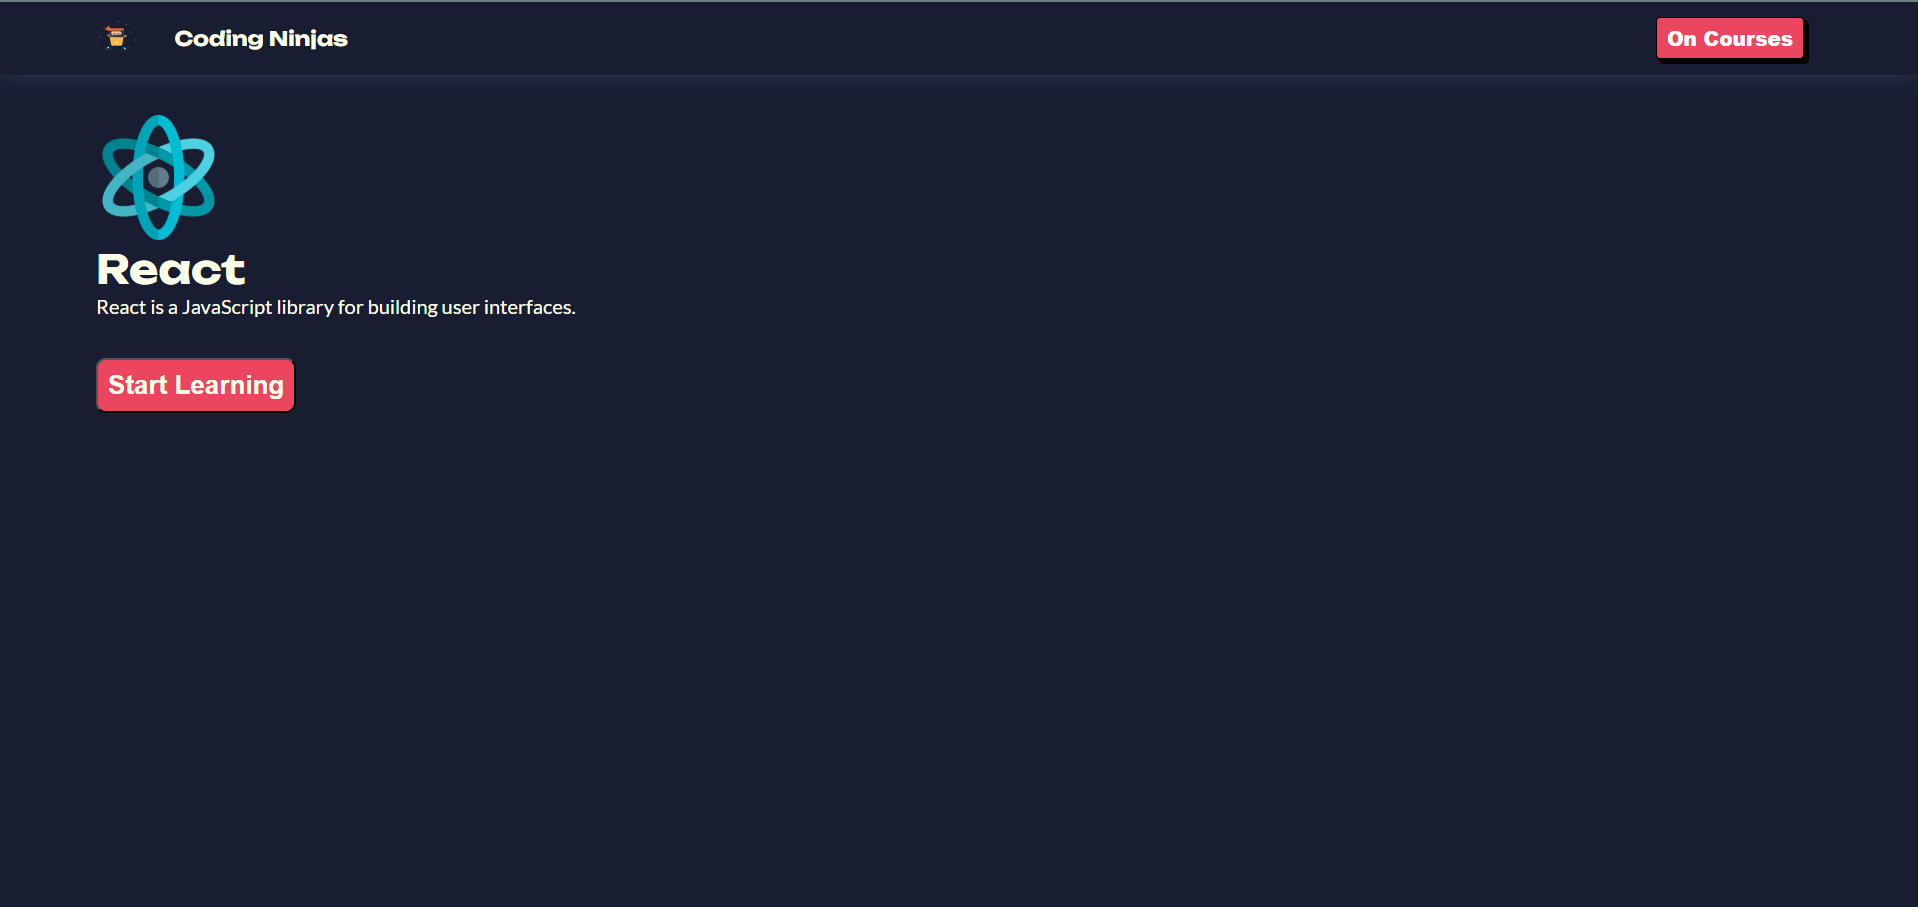 Coding Ninjas
On Courses
React
React is a JavaScript library for building user interfaces.
Start Learning